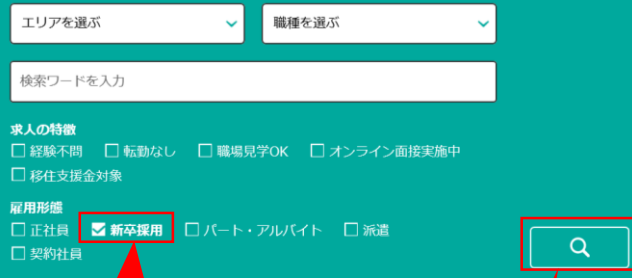 エリアを選ぶ 職種を選ぶ
検索ワードを入力
求人の特徴
経験不問 転勤なし 職場見学OK オンライン面接実施中
移住支援金対象
雇用形態
正社員 新卒採用 パート・アルバイト 派遣
契約社員